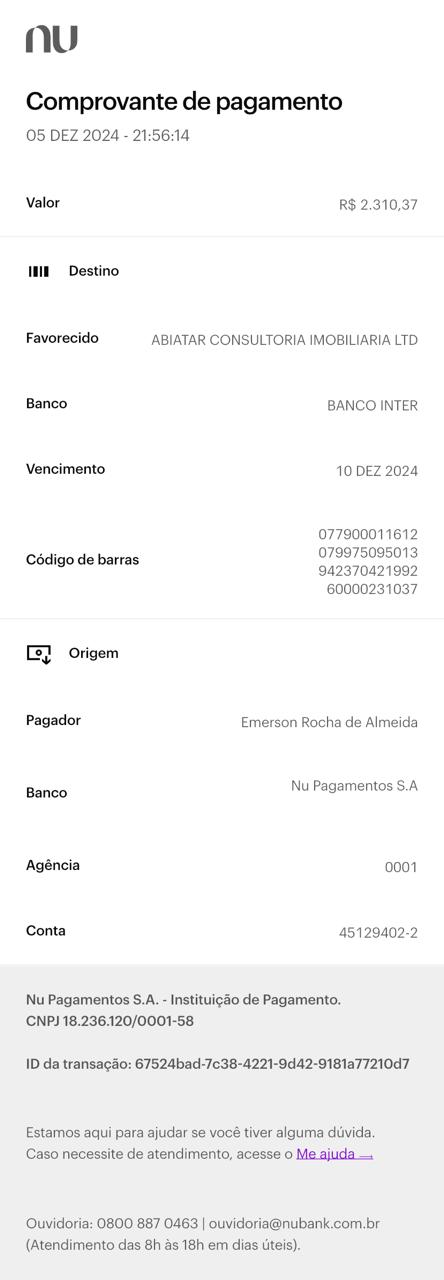 nu
Comprovante de pagamento
05 DEZ 2024 - 21:56:14
Valor R$ 2.310,37
Destino
Favorecido ABIATAR CONSULTORIA IMOBILIARIA LTD
Banco BANCO INTER
Vencimento 10 DEZ 2024
Código de barras
077900011612
079975095013
942370421992
60000231037
Origem
Pagador Emerson Rocha de Almeida
Banco Nu Pagamentos S.A
Agência 0001
Conta 45129402-2
Nu Pagamentos S.A. - Instituição de Pagamento.
CNPJ 18.236.120/0001-58
ID da transação: 67524bad-7c38-4221-9d42-9181a77210d7
Estamos aqui para ajudar se você tiver alguma dúvida.
Caso necessite de atendimento, acesse o Me ajuda
Ouvidoria: 0800 887 0463 | ouvidoria@nubank.com.br
(Atendimento das 8h às 18h em dias úteis).